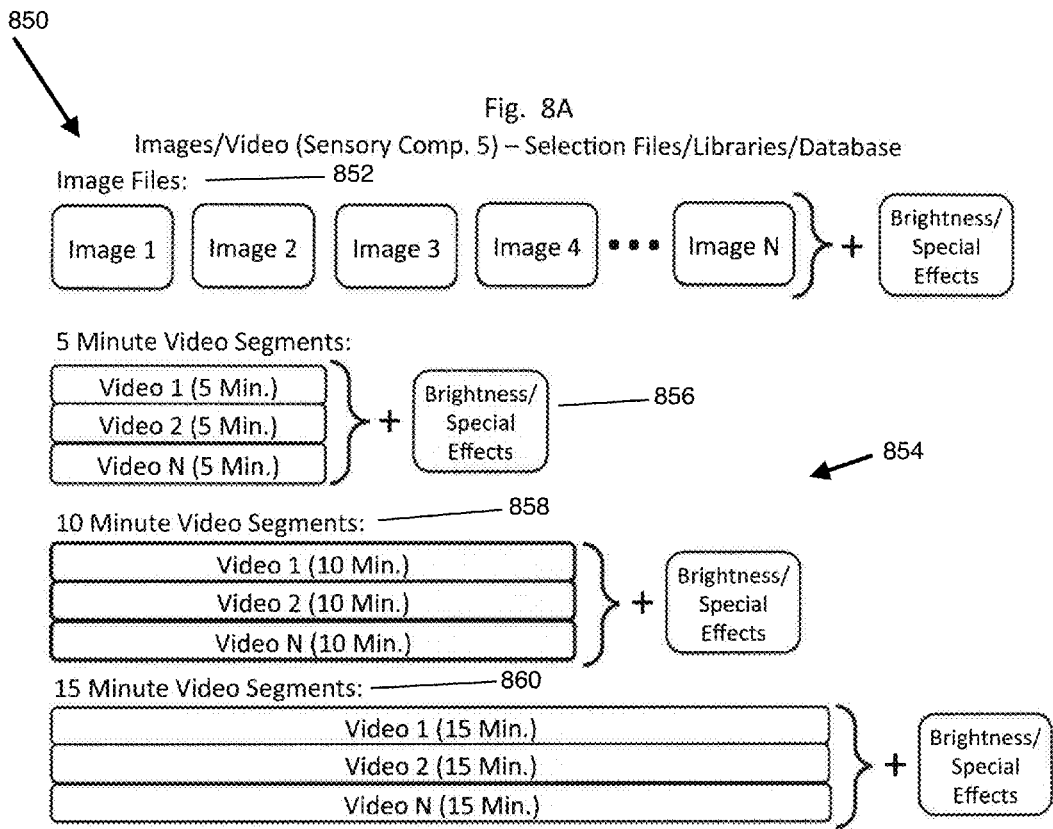 850
Fig. 8A
Images/Video (Sensory Comp. 5) – Selection Files/Libraries/Database
Image Files: 852
Image 1 Image 2 Image 3 Image 4 ••• Image N + Brightness/
Special
Effects
5 Minute Video Segments:
Video 1 (5 Min.)
Video 2 (5 Min.)
Video N (5 Min.)
+
Brightness/
Special
Effects
856
854
10 Minute Video Segments: 858
Video 1 (10 Min.)
Video 2 (10 Min.)
Video N (10 Min.)
+
Brightness/
Special
Effects
15 Minute Video Segments: 860
Video 1 (15 Min.)
Video 2 (15 Min.)
Video N (15 Min.)
+
Brightness/
Special
Effects